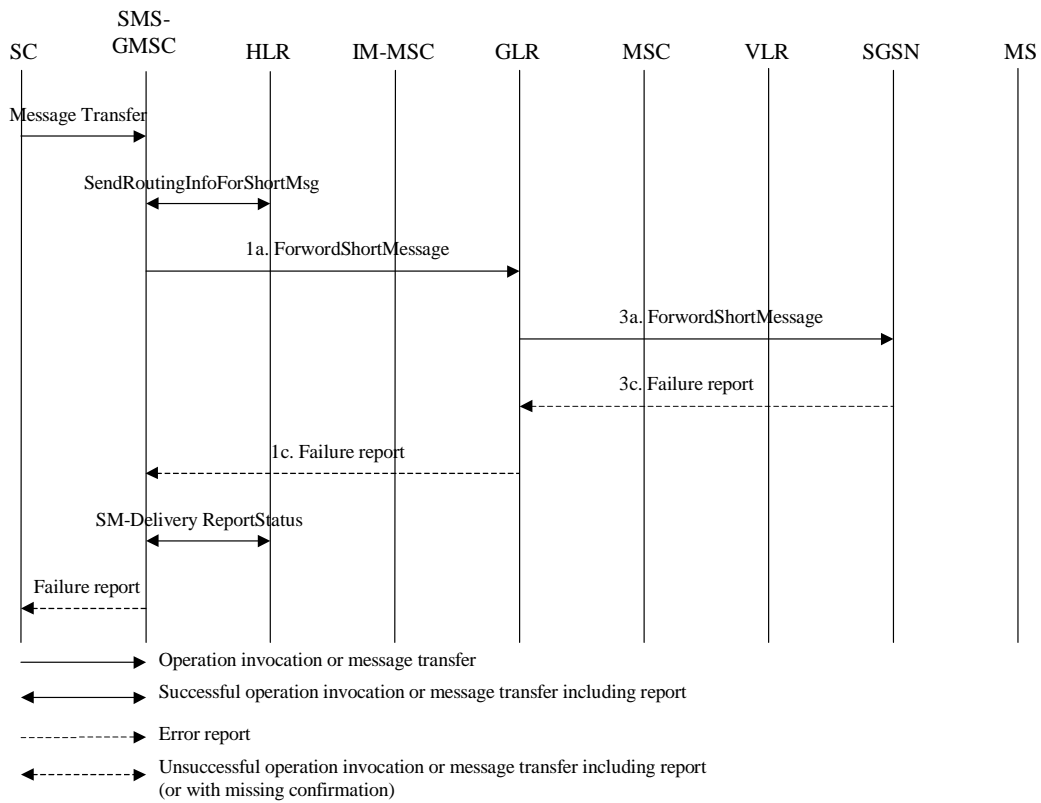 SC
SMS-
GMSC
HLR
IM-MSC
GLR
MSC
VLR
SGSN
MS
Message Transfer
SendRoutingInfoForShortMsg
1a. ForwordShortMessage
3a. ForwordShortMessage
3c. Failure report
1c. Failure report
SM-Delivery ReportStatus
Failure report
Operation invocation or message transfer
Successful operation invocation or message transfer including report
Error report
Unsuccessful operation invocation or message transfer including report
(or with missing confirmation)